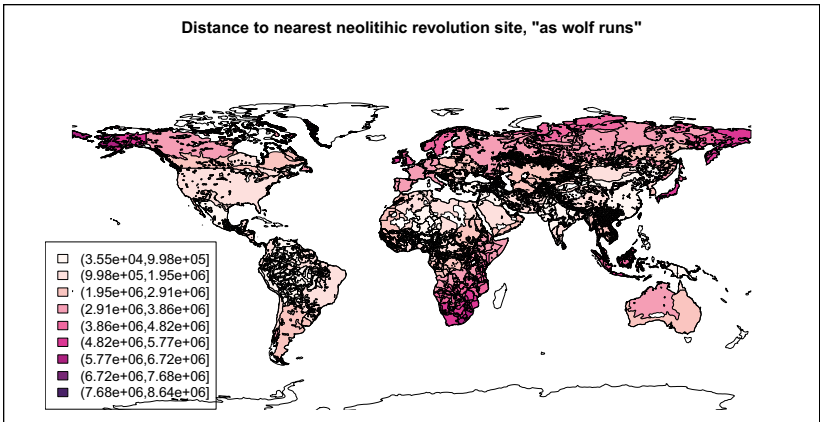 Distance to nearest neolitihic revolution site, "as wolf runs"
(3.55e+04,9.98e+05]
(9.98e+05,1.95e+06]
(1.95e+06,2.91e+06]
(2.91e+06,3.86e+06]
(3.86e+06,4.82e+06]
(4.82e+06,5.77e+06]
(5.77e+06,6.72e+06]
(6.72e+06,7.68e+06]
(7.68e+06,8.64e+06]